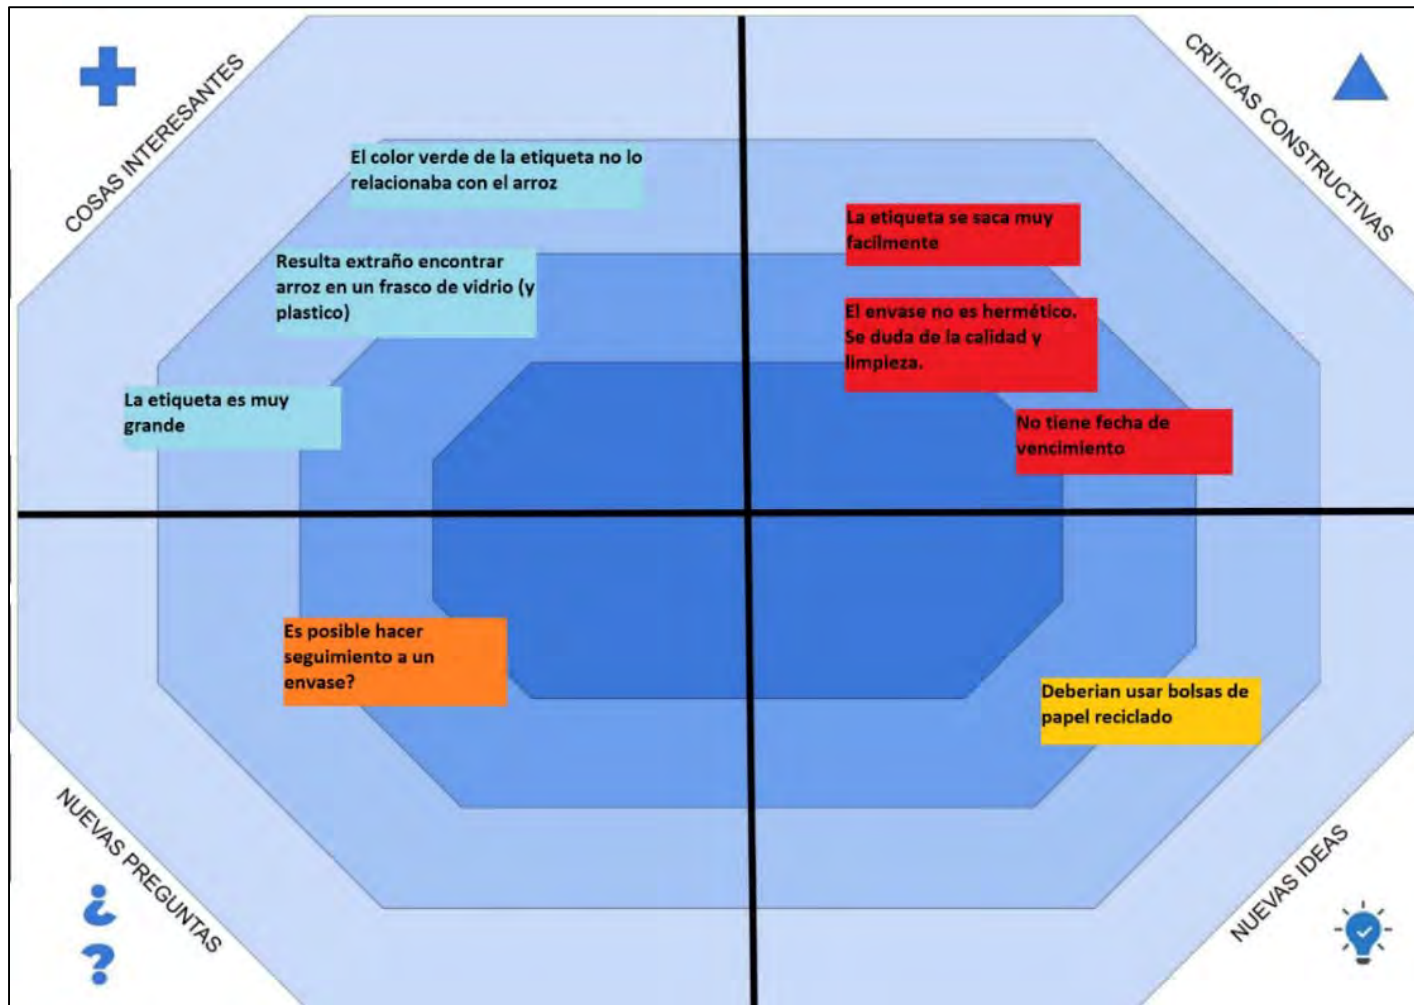 COSAS INTERESANTES
El color verde de la etiqueta no lo
relacionaba con el arroz
Resulta extraño encontrar
arroz en un frasco de vidrio (y
plastico)
La etiqueta es muy
grande
CRÍTICAS CONSTRUCTIVAS
La etiqueta se saca muy
facilmente
El envase no es hermético.
Se duda de la calidad y
limpieza.
No tiene fecha de
vencimiento
NUEVAS PREGUNTAS
¿
?
Es posible hacer
seguimiento a un
envase?
NUEVAS IDEAS
Deberian usar bolsas de
papel reciclado